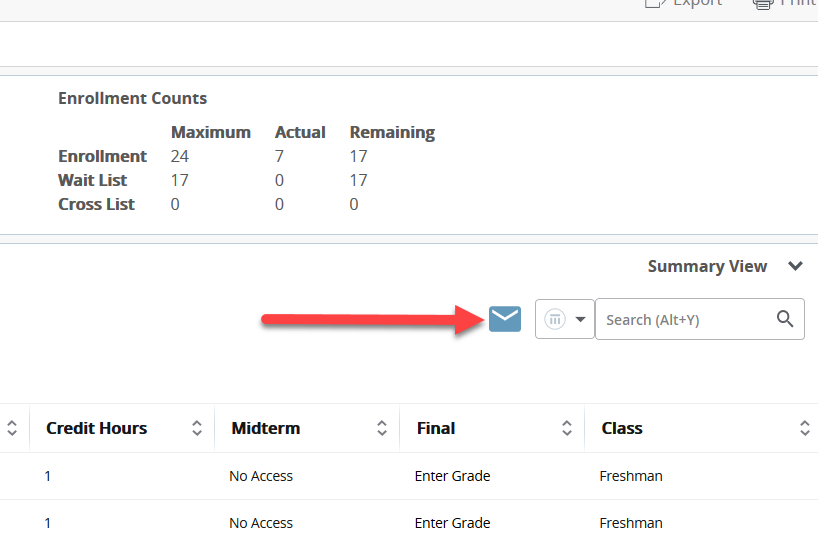 Export Print
Enrollment Counts
Maximum Actual Remaining
Enrollment 24 7 17
Wait List 17 0 17
Cross List 0 0 0
Summary View
Search (Alt+Y)
Credit Hours Midterm Final Class
1 No Access Enter Grade Freshman
1 No Access Enter Grade Freshman